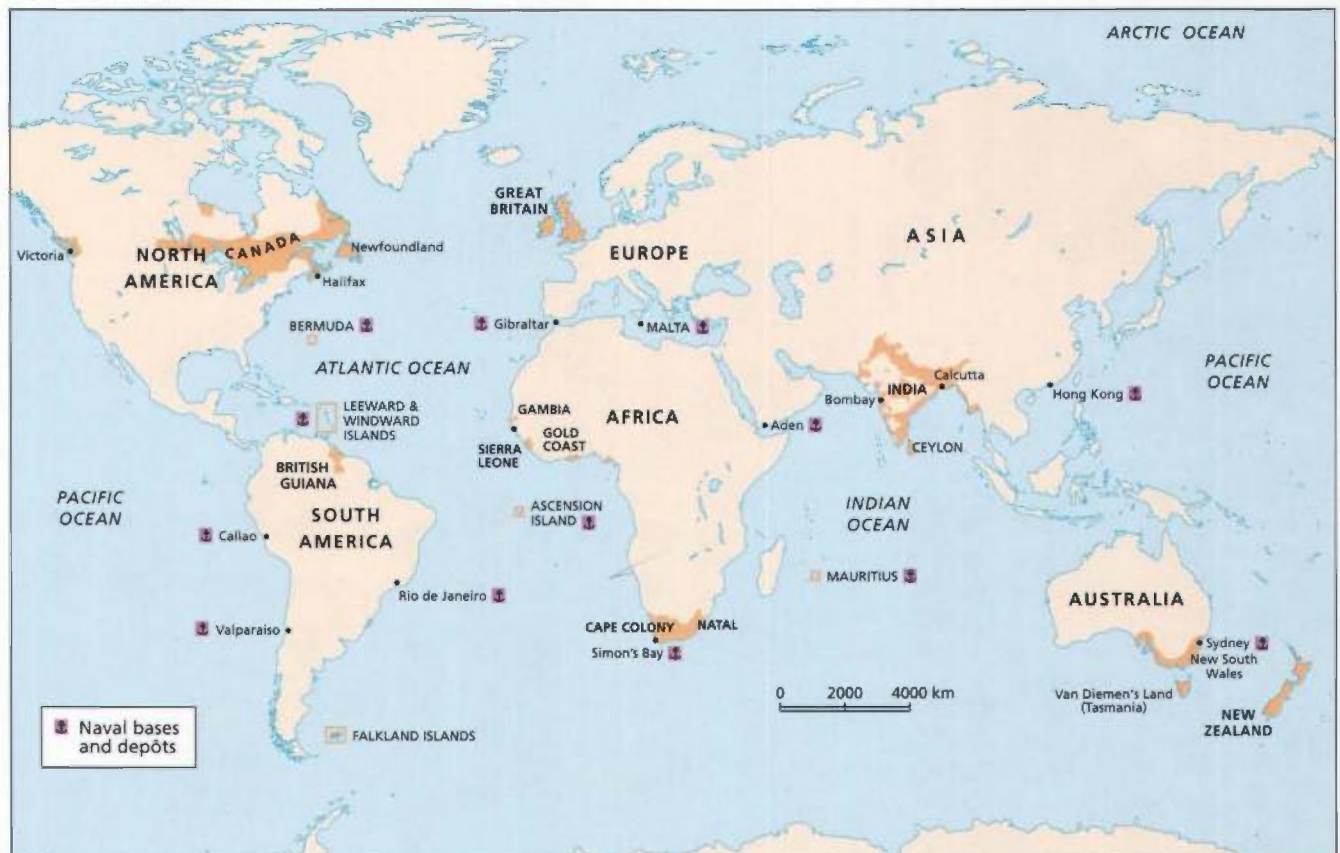 ARCTIC OCEAN
GREAT
BRITAIN
EUROPE
ASIA
Victoria
NORTH
AMERICA
CANADA
Newfoundland
Halifax
BERMUDA
Gibraltar
MALTA
ATLANTIC OCEAN
PACIFIC
OCEAN
INDIA
Calcutta
Bombay
Hong Kong
LEEWARD &
WINDWARD
ISLANDS
GAMBIA
AFRICA
Aden
SIERRA
LEONE
GOLD
COAST
CEYLON
BRITISH
GUIANA
PACIFIC
OCEAN
SOUTH
AMERICA
ASCENSION
ISLAND
INDIAN
OCEAN
Callao
MAURITIUS
Rio de Janeiro
AUSTRALIA
Valparaiso
CAPE COLONY
NATAL
Simon's Bay
Sydney
New South
Wales
0 2000 4000 km
Van Diemen's Land
(Tasmania)
NEW
ZEALAND
Naval bases
and depôts
FALKLAND ISLANDS